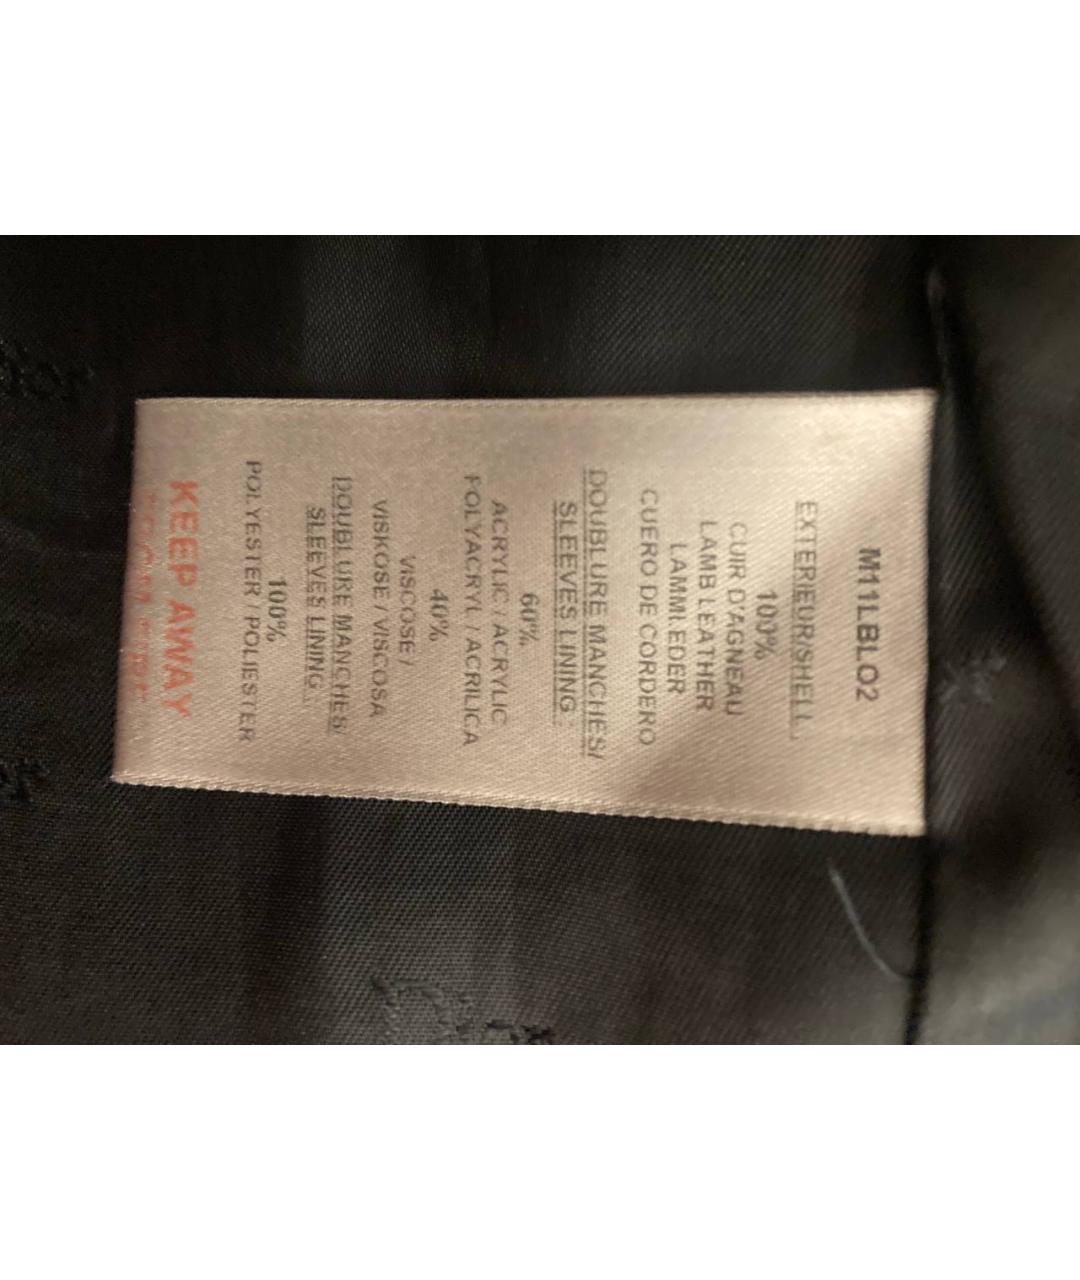 M11LBLO2
EXTERIEUR/SHELL
100%
CUIR D'AGNEAU
LAMB LEATHER
LAMMLEDER
CUERO DE CORDERO
DOUBLURE MANCHES/
SLEEVES LINING
60%
ACRYLIC / ACRYLIC
POLYACRYL / ACRILICA
40%
VISCOSE /
VISKOSE / VISCOSA
DOUBLURE MANCHES/
SLEEVES LINING
100%
POLYESTER / POLIESTER
KEEP AWAY